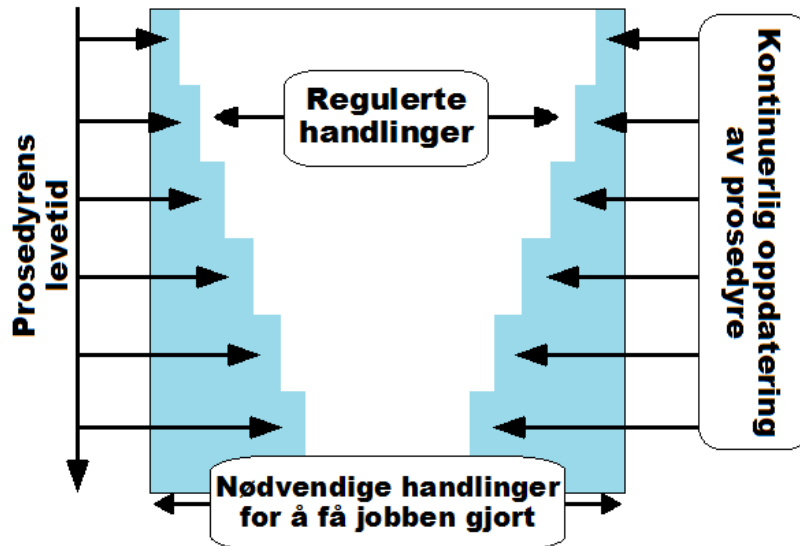 Prosedyrens
levetid
Regulerte
handlinger
Kontinuerlig oppdatering
av prosedyre
Nødvendige handlinger
for å få jobben gjort